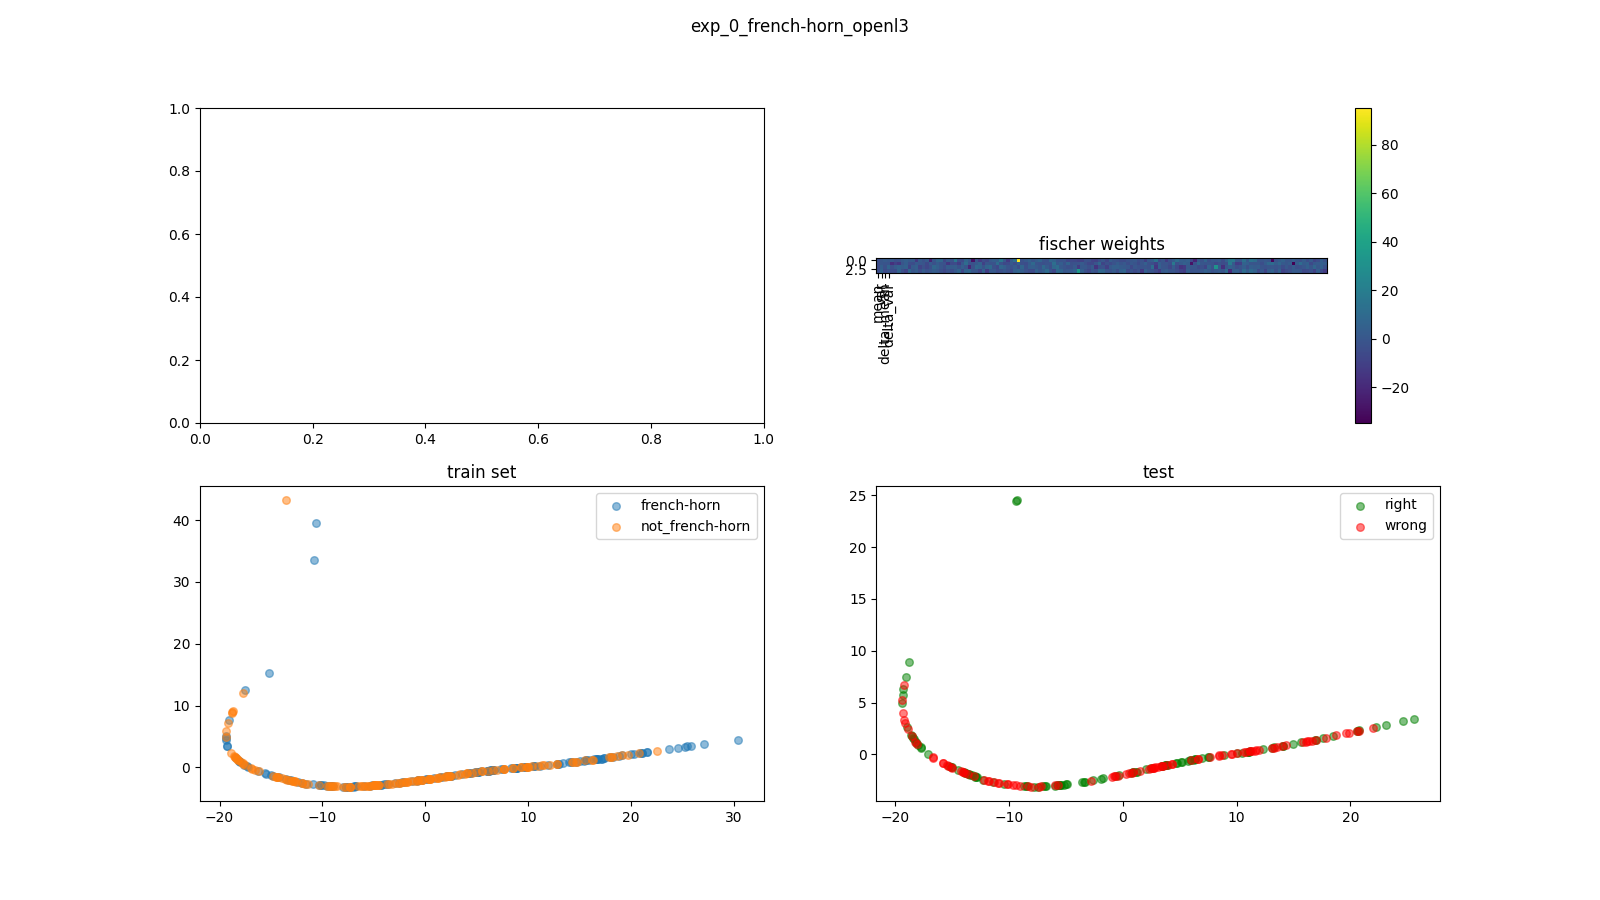 exp_0_french-horn_openl3
1.0
0.8
0.6
0.4
0.2
0.0
0.0 0.2 0.4 0.6 0.8 1.0
fischer weights
0.0
2.5
mean
delta_mean
delta_var
80
60
40
20
0
−20
train set
french-horn
not_french-horn
40
30
20
10
0
−20 −10 0 10 20 30
test
right
wrong
25
20
15
10
5
0
−20 −10 0 10 20